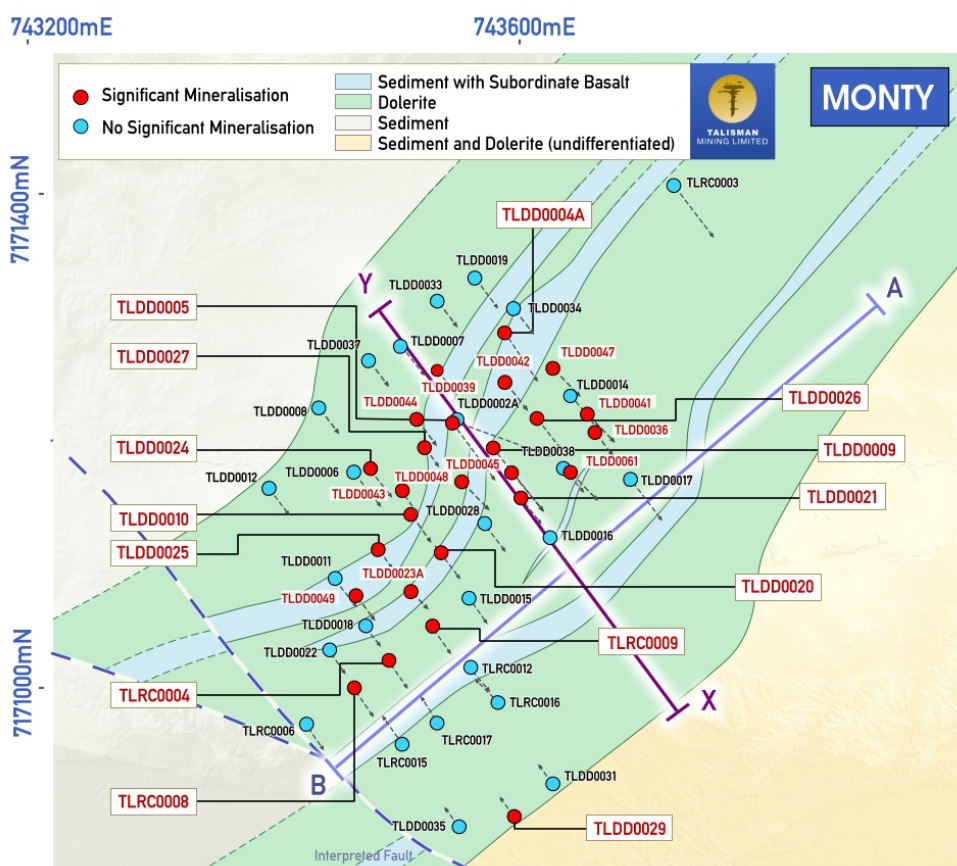 743200mE
743600mE
Significant Mineralisation
No Significant Mineralisation
Sediment with Subordinate Basalt
Dolerite
Sediment
Sediment and Dolerite (undifferentiated)
TALISMAN
MINING LIMITED
MONTY
7171400mN
TLRC0003
TLDD0004A
TLDD0019
Y
TLDD0033
A
TLDD0005
TLDD0034
TLDD0007
TLDD0037
TLDD0047
TLDD0027
TLDD0042
TLDD0039
TLDD0014
TLDD0026
TLDD0044
TLDD0002A
TLDD0041
TLDD0008
TLDD0036
TLDD0024
TLDD0038
TLDD0009
TLDD0045
TLDD0061
TLDD0006
TLDD0012
TLDD0048
TLDD0017
TLDD0043
TLDD0021
TLDD0010
TLDD0028
TLDD0016
TLDD0025
TLDD0011
TLDD0023A
TLDD0020
TLDD0049
TLDD0015
TLDD0018
TLRC0009
TLDD0022
TLRC0012
7171000mN
TLRC0004
TLRC0016
X
TLRC0006
TLRC0017
TLRC0015
B
TLDD0031
TLRC0008
TLDD0035
TLDD0029
Interpreted Fault